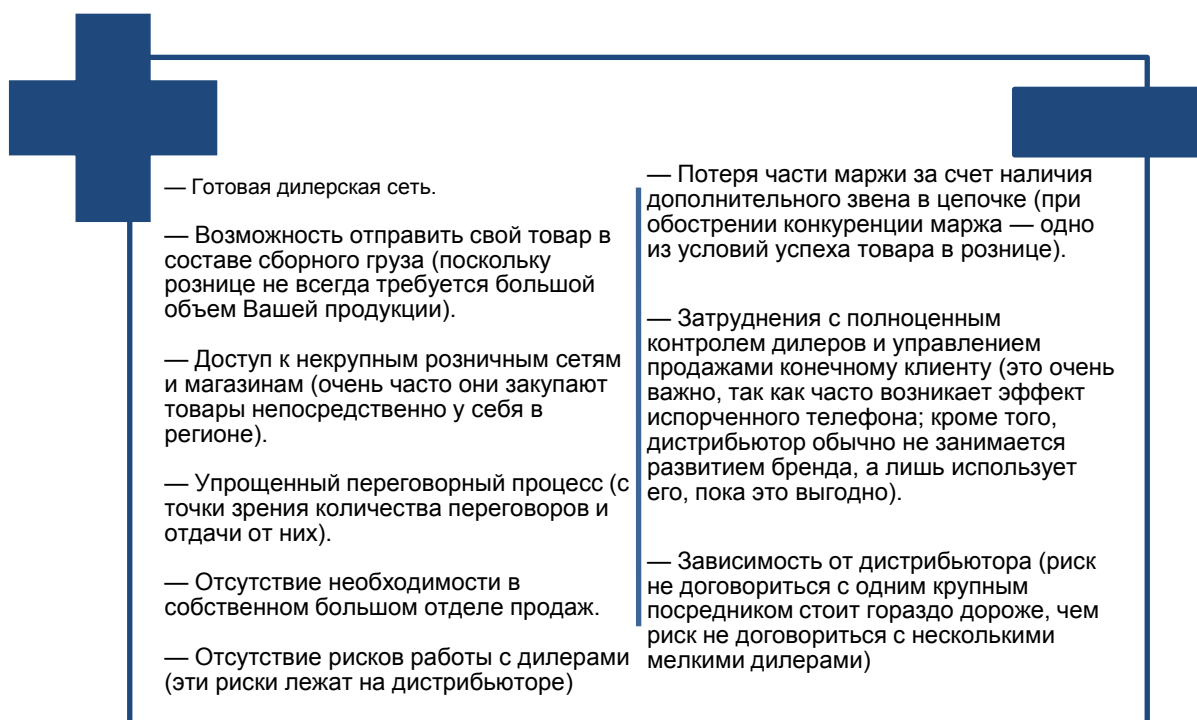 — Готовая дилерская сеть.
— Возможность отправить свой товар в
составе сборного груза (поскольку
рознице не всегда требуется большой
объем Вашей продукции).
— Доступ к некрупным розничным сетям
и магазинам (очень часто они закупают
товары непосредственно у себя в
регионе).
— Упрощенный переговорный процесс (с
точки зрения количества переговоров и
отдачи от них).
— Отсутствие необходимости в
собственном большом отделе продаж.
— Отсутствие рисков работы с дилерами
(эти риски лежат на дистрибьюторе)
— Потеря части маржи за счет наличия
дополнительного звена в цепочке (при
обострении конкуренции маржа — одно
из условий успеха товара в рознице).
— Затруднения с полноценным
контролем дилеров и управлением
продажами конечному клиенту (это очень
важно, так как часто возникает эффект
испорченного телефона; кроме того,
дистрибьютор обычно не занимается
развитием бренда, а лишь использует
его, пока это выгодно).
— Зависимость от дистрибьютора (риск
не договориться с одним крупным
посредником стоит гораздо дороже, чем
риск не договориться с несколькими
мелкими дилерами)